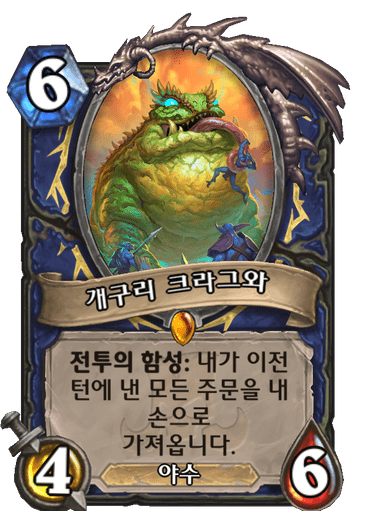 6
개구리 크라그와
전투의 함성: 내가 이전
턴에 낸 모든 주문을 내
손으로
가져옵니다.
야수
4
6